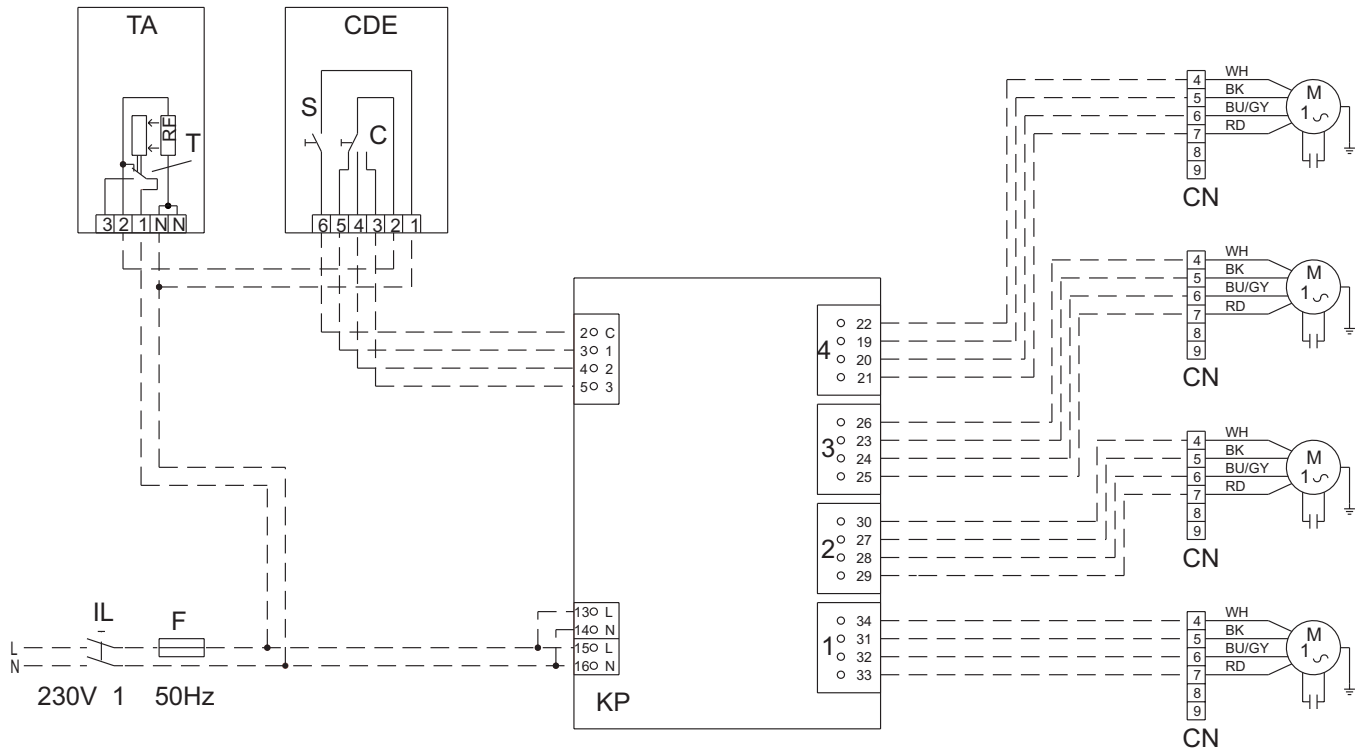 TA
RF
T
3 2 1 N N
CDE
S
C
6 5 4 3 2 1
2 C
3 1
4 2
5 3
13 L
14 N
15 L
16 N
KP
4
22
19
20
21
3
26
23
24
25
2
30
27
28
29
1
34
31
32
33
IL
F
L
N
230V 1 50Hz
4 WH
5 BK
6 BU/GY
7 RD
8
9
CN
M
1
4 WH
5 BK
6 BU/GY
7 RD
8
9
CN
M
1
4 WH
5 BK
6 BU/GY
7 RD
8
9
CN
M
1
4 WH
5 BK
6 BU/GY
7 RD
8
9
CN
M
1